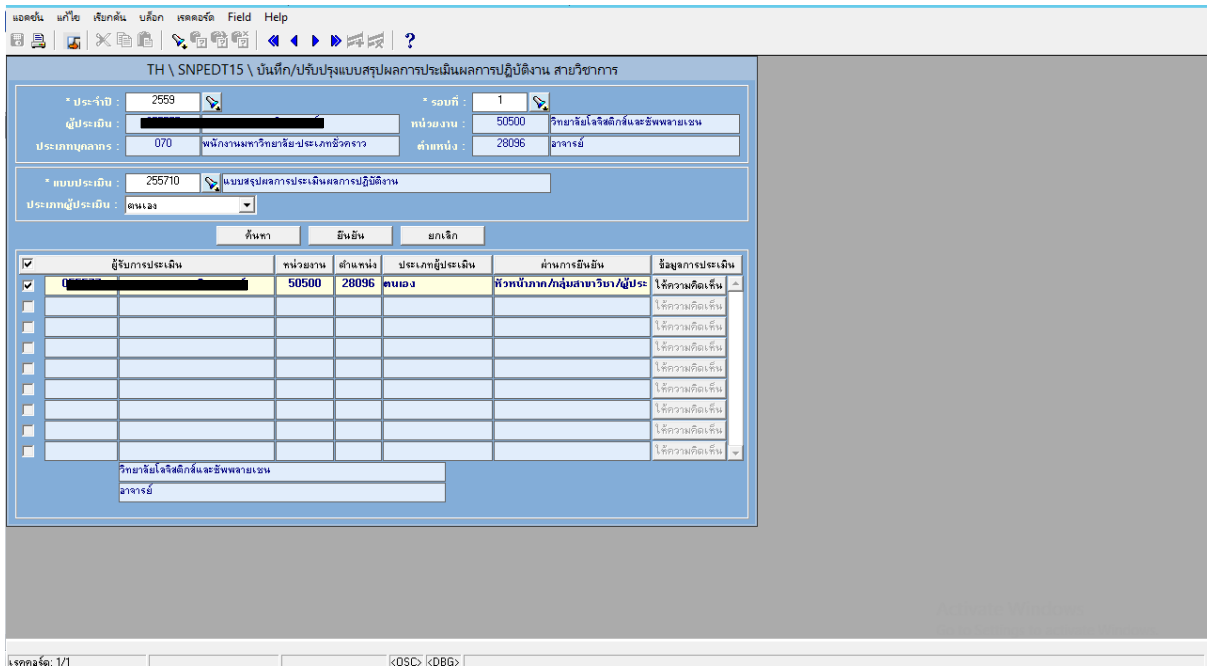 แอคชั่น แก้ไข เรียกค้น บล็อก เรคคอร์ด Field Help
TH \ SNPEDT15 \ บันทึก/ปรับปรุงแบบสรุปผลการประเมินผลการปฏิบัติงาน สายวิชาการ
* ประจำปี : 2559 * รอบที่ : 1
ผู้ประเมิน : หน่วยงาน : 50500 วิทยาลัยโลจิสติกส์และซัพพลายเชน
ประเภทบุคลากร : 070 พนักงานมหาวิทยาลัย-ประเภทชั่วคราว ตำแหน่ง : 28096 อาจารย์
* แบบประเมิน : 255710 แบบสรุปผลการประเมินผลการปฏิบัติงาน
ประเภทผู้ประเมิน : ตนเอง
ค้นหา ยืนยัน ยกเลิก
ผู้รับการประเมิน หน่วยงาน ตำแหน่ง ประเภทผู้ประเมิน ผ่านการยืนยัน ข้อมูลการประเมิน
50500 28096 ตนเอง หัวหน้าภาค/กลุ่มสาขาวิชา/ผู้ประ ให้ความคิดเห็น
ให้ความคิดเห็น
ให้ความคิดเห็น
ให้ความคิดเห็น
ให้ความคิดเห็น
ให้ความคิดเห็น
ให้ความคิดเห็น
ให้ความคิดเห็น
ให้ความคิดเห็น
วิทยาลัยโลจิสติกส์และซัพพลายเชน
อาจารย์
เรคคอร์ด: 1/1 <OSC> <DBG>